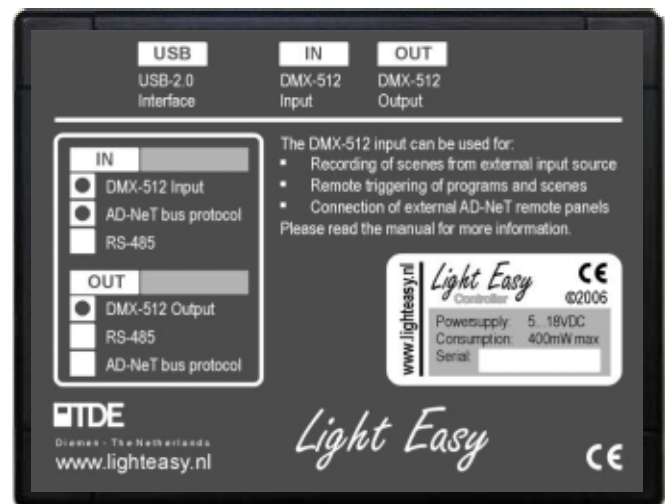 USB IN OUT
USB-2.0 DMX-512 DMX-512
Interface Input Output
IN
DMX-512 Input
AD-NeT bus protocol
RS-485
OUT
DMX-512 Output
RS-485
AD-NeT bus protocol
The DMX-512 input can be used for:
▪ Recording of scenes from external input source
▪ Remote triggering of programs and scenes
▪ Connection of external AD-NeT remote panels
Please read the manual for more information.
www.lighteasy.nl
Light Easy CE
Controller ©2006
Powersupply: 5...18VDC
Consumption: 400mW max
Serial:
TDE
Diemen - The Netherlands
www.lighteasy.nl
Light Easy
CE